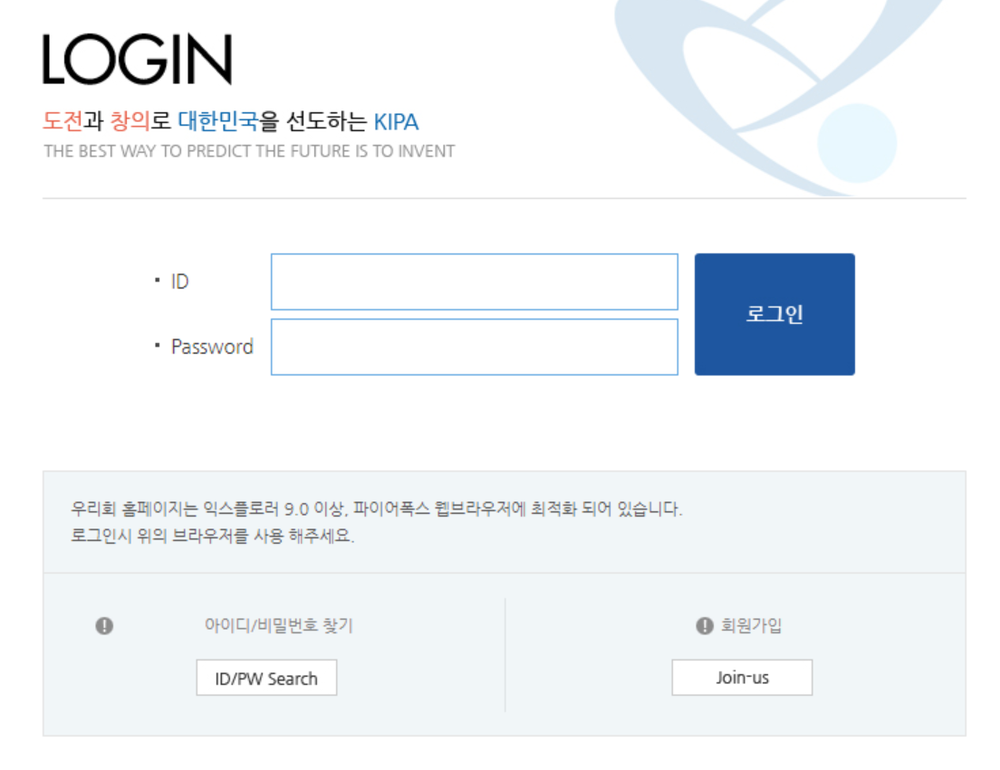 LOGIN
도전과 창의로 대한민국을 선도하는 KIPA
THE BEST WAY TO PREDICT THE FUTURE IS TO INVENT
ID
로그인
Password
우리회 홈페이지는 익스플로러 9.0 이상, 파이어폭스 웹브라우저에 최적화 되어 있습니다.
로그인시 위의 브라우저를 사용 해주세요.
아이디/비밀번호 찾기
ID/PW Search
회원가입
Join-us